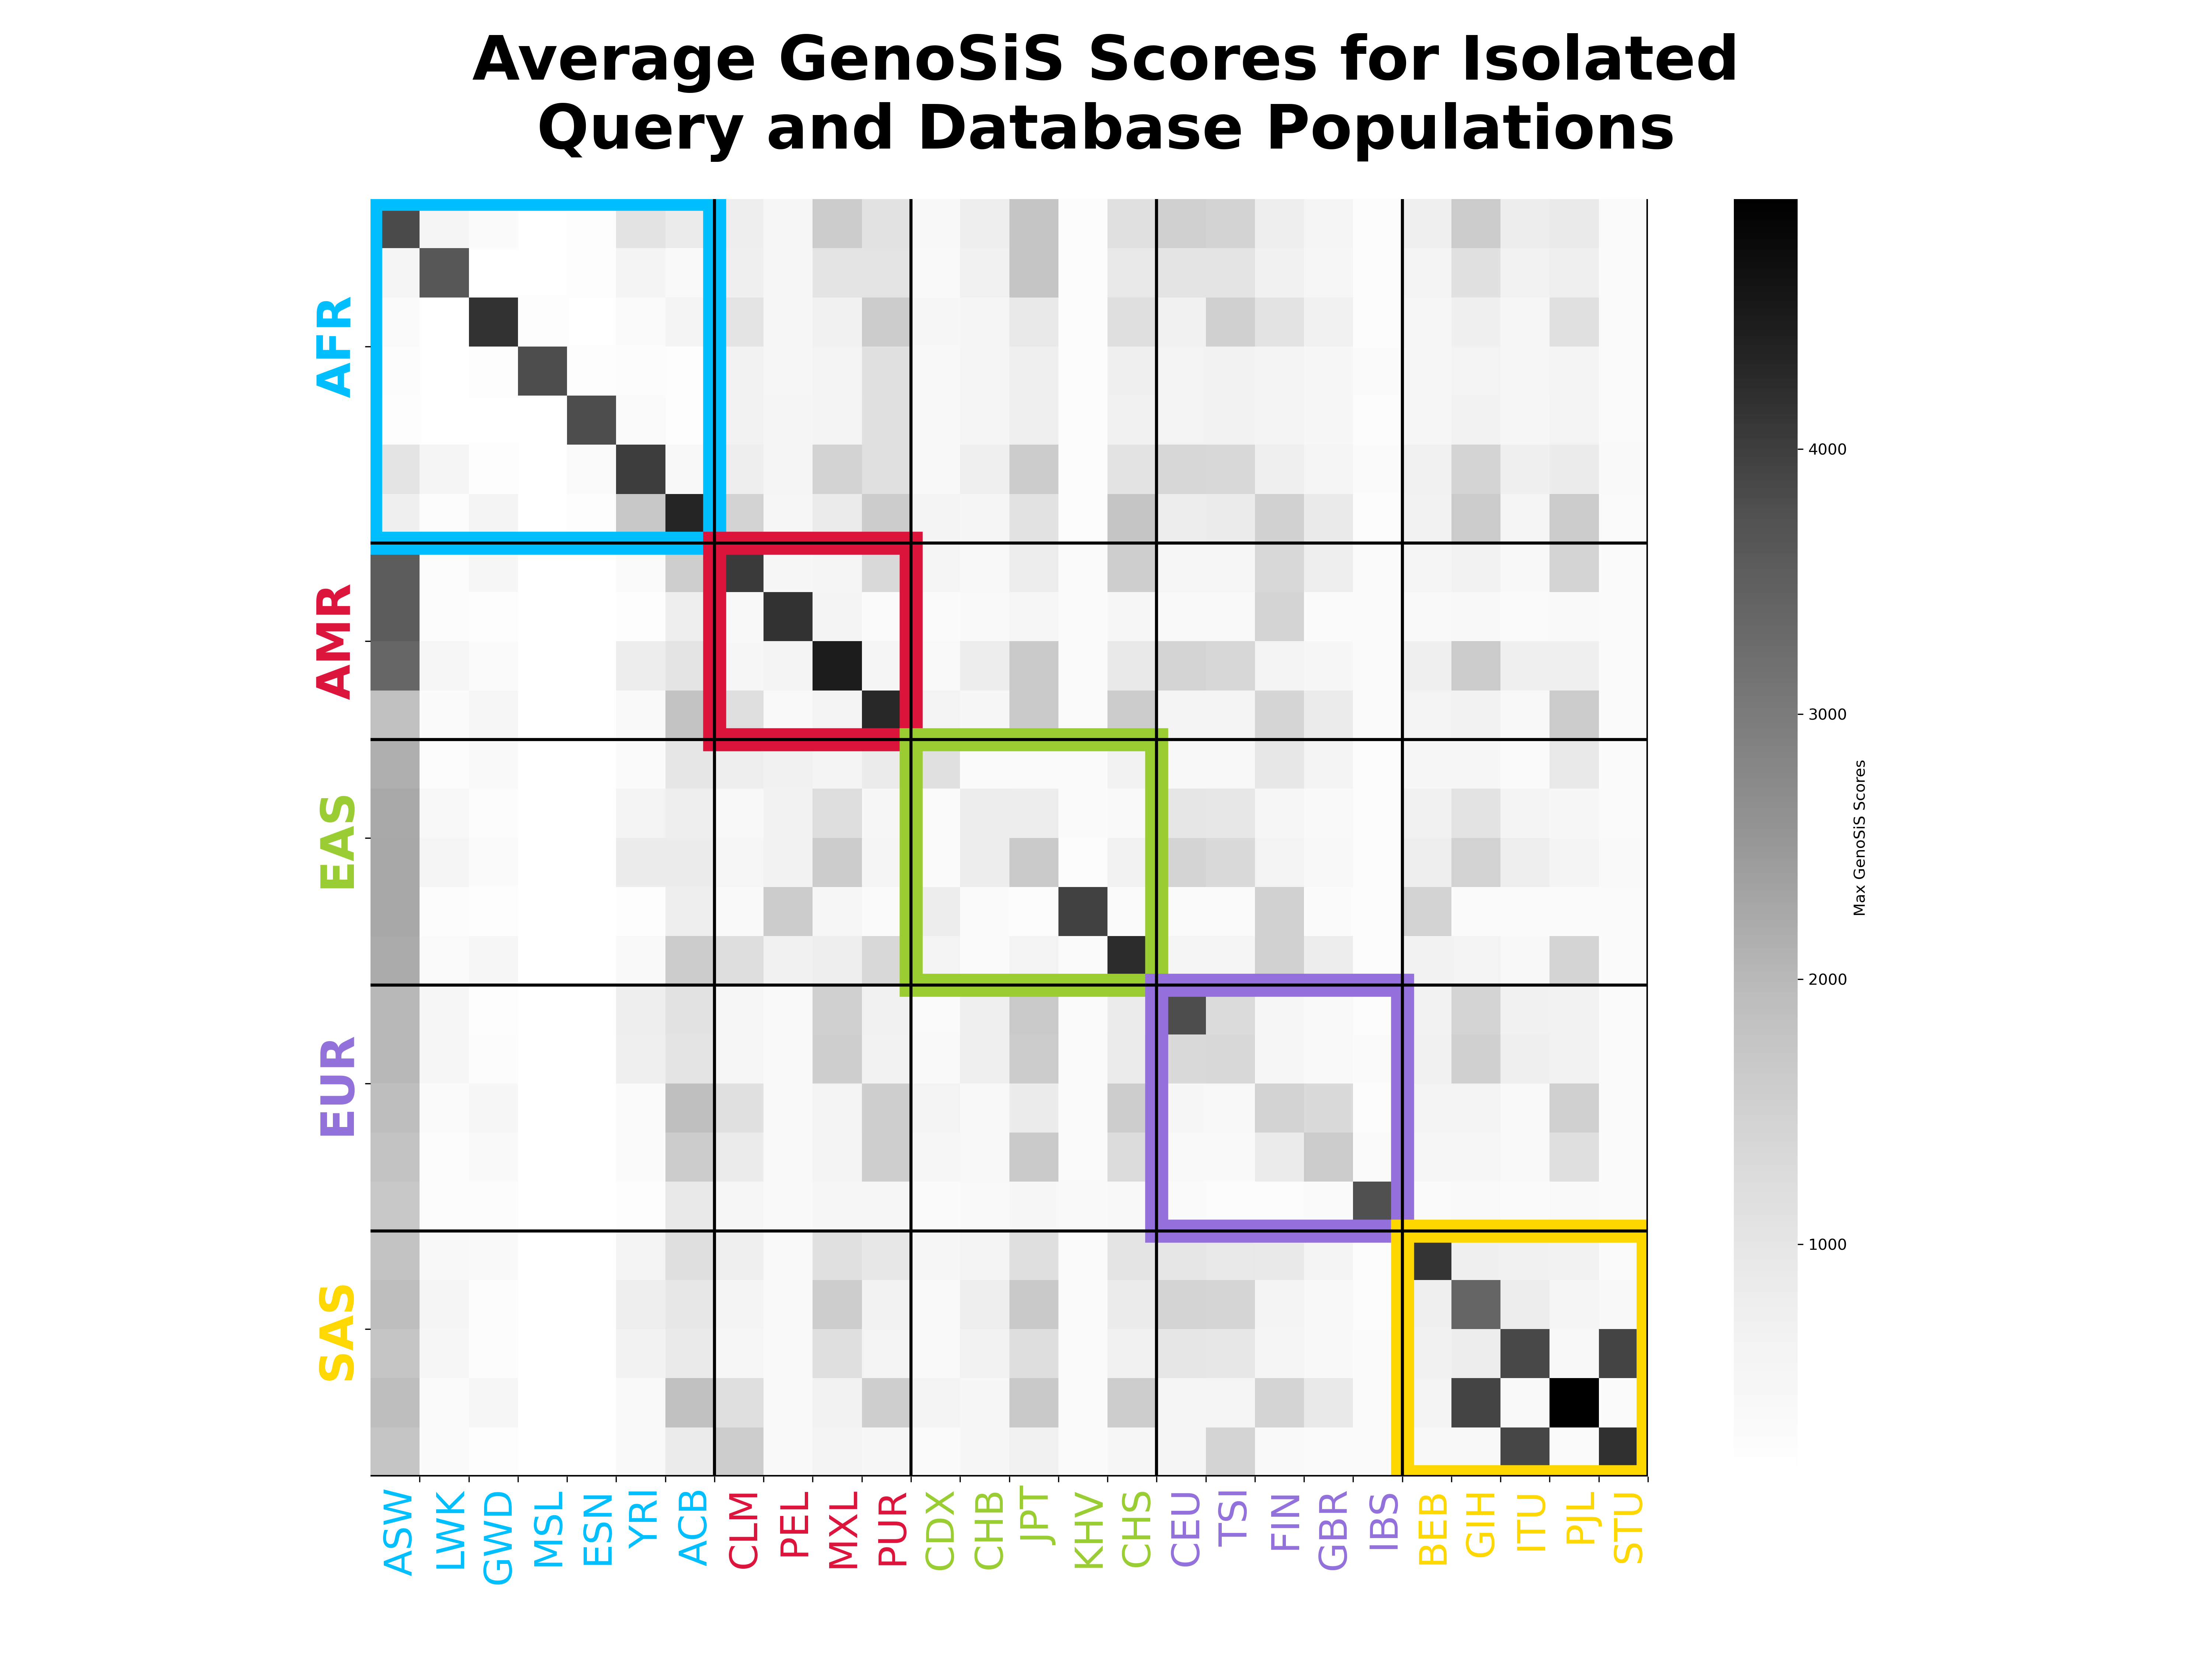 Average GenoSiS Scores for Isolated
Query and Database Populations
AFR
AMR
EAS
EUR
SAS
ASW
LWK
GWD
MSL
ESN
YRI
ACB
CLM
PEL
MXL
PUR
CDX
CHB
JPT
KHV
CHS
CEU
TSI
FIN
GBR
IBS
BEB
GIH
ITU
PJL
STU
4000
3000
2000
1000
Max GenoSiS Scores